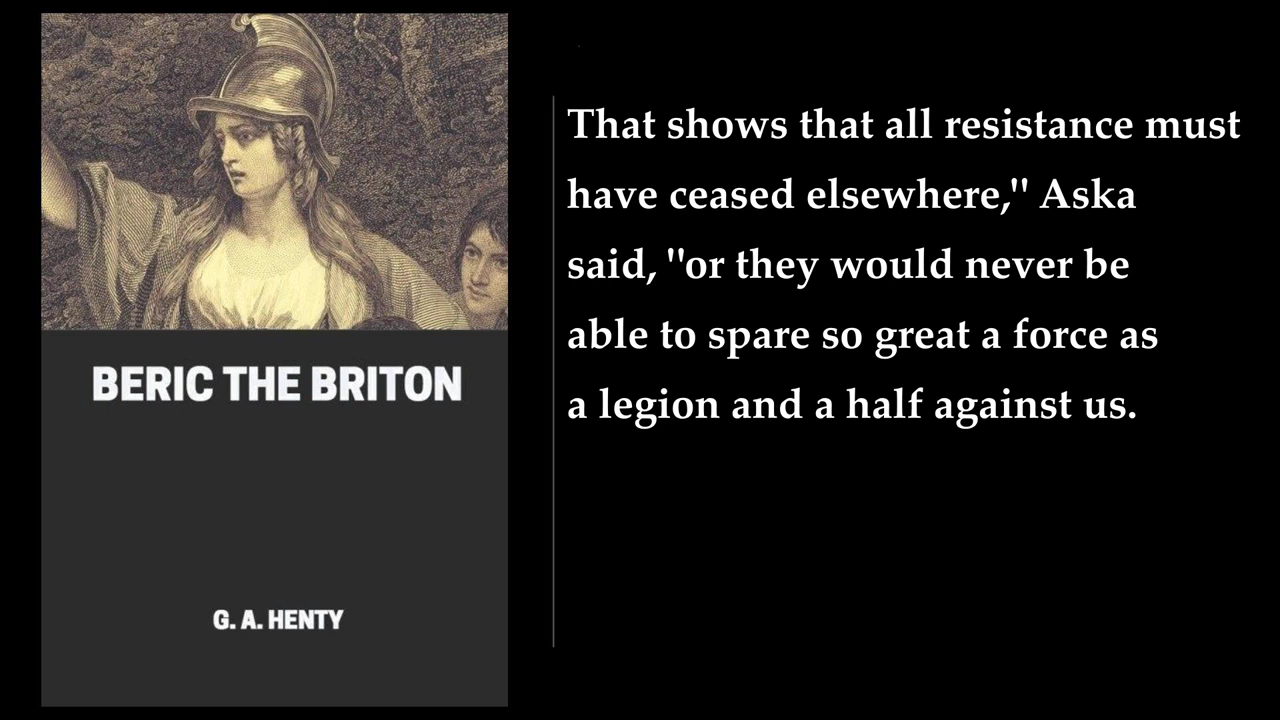 BERIC THE BRITON
G. A. HENTY
That shows that all resistance must
have ceased elsewhere," Aska
said, "or they would never be
able to spare so great a force as
a legion and a half against us.